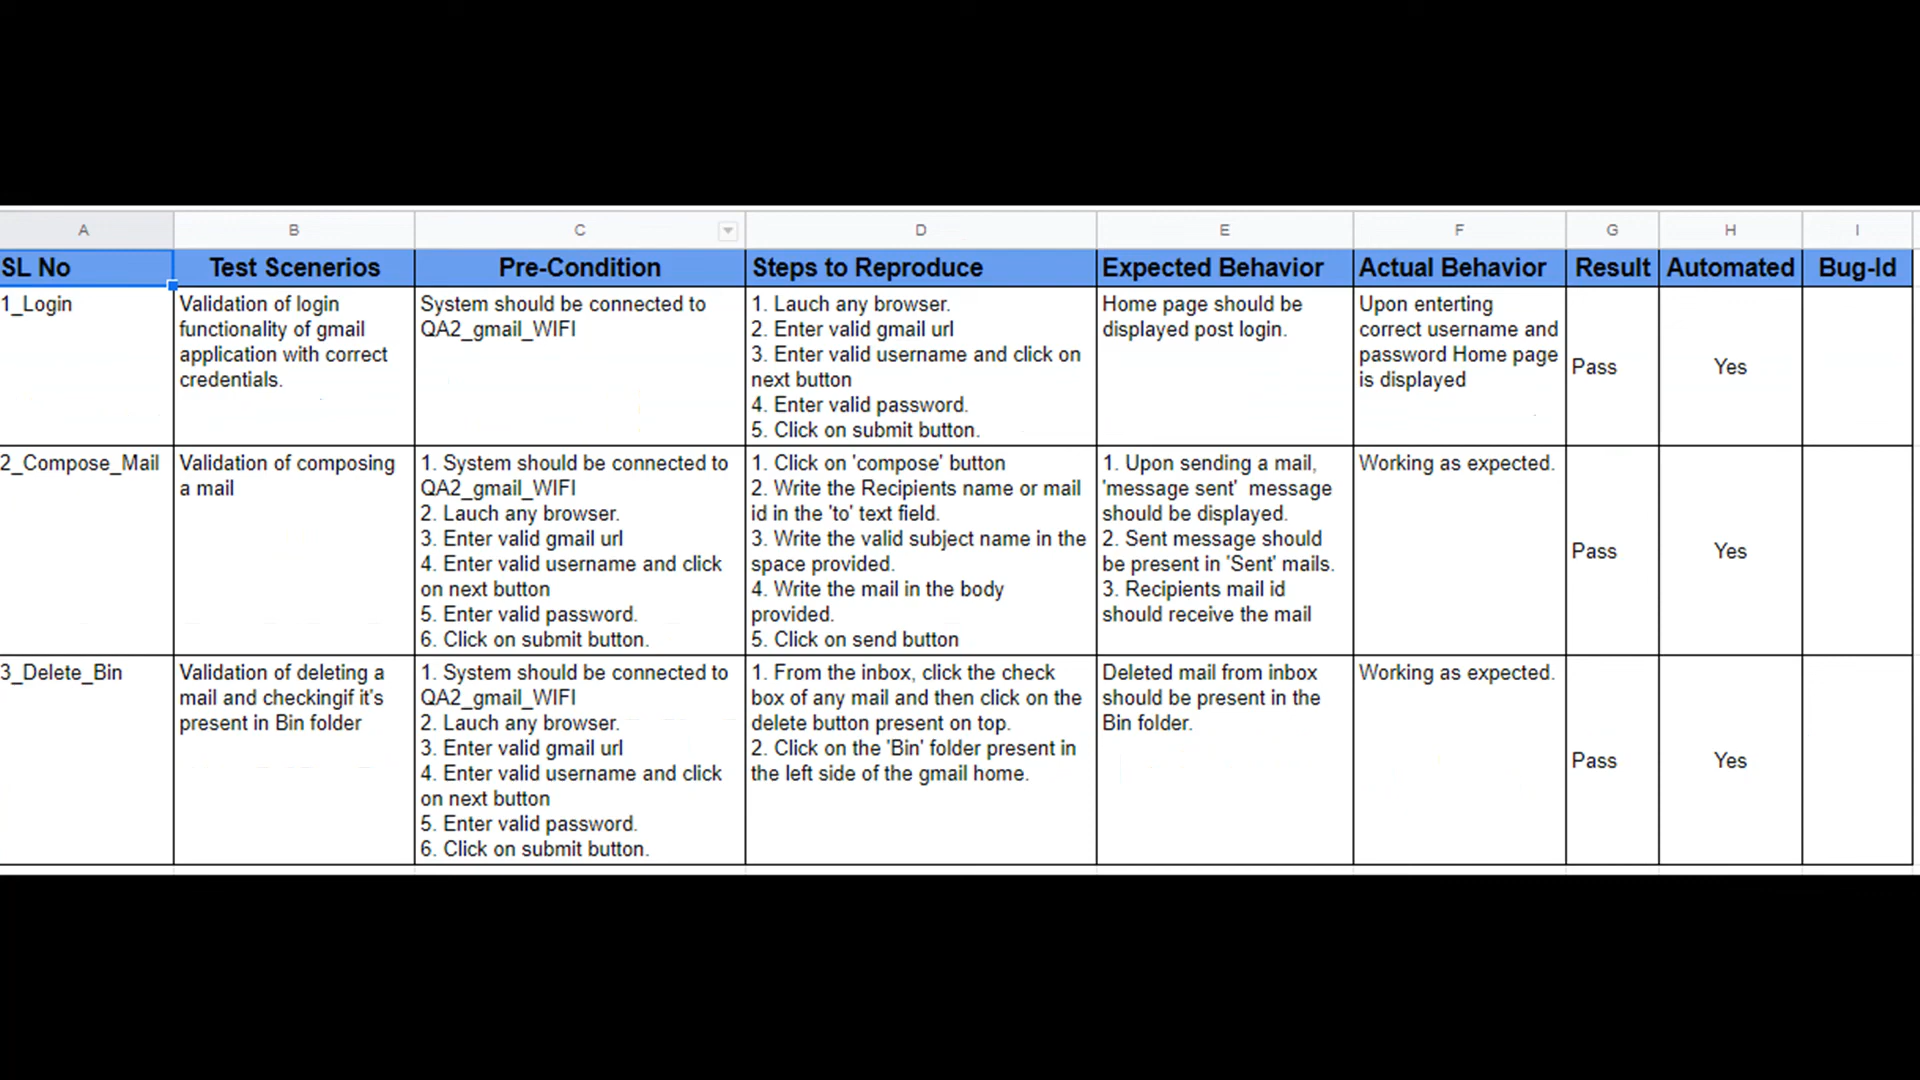 A B C D E F G H I
SL No Test Scenerios Pre-Condition Steps to Reproduce Expected Behavior Actual Behavior Result Automated Bug-Id
1_Login
Validation of login
functionality of gmail
application with correct
credentials.
System should be connected to
QA2_gmail_WIFI
1. Lauch any browser.
2. Enter valid gmail url
3. Enter valid username and click on
next button
4. Enter valid password.
5. Click on submit button.
Home page should be
displayed post login.
Upon enterting
correct username and
password Home page
is displayed
Pass
Yes
2_Compose_Mail
Validation of composing
a mail
1. System should be connected to
QA2_gmail_WIFI
2. Lauch any browser.
3. Enter valid gmail url
4. Enter valid username and click
on next button
5. Enter valid password.
6. Click on submit button.
1. Click on 'compose' button
2. Write the Recipients name or mail
id in the 'to' text field.
3. Write the valid subject name in the
space provided.
4. Write the mail in the body
provided.
5. Click on send button
1. Upon sending a mail,
'message sent'  message
should be displayed.
2. Sent message should
be present in 'Sent' mails.
3. Recipients mail id
should receive the mail
Working as expected.
Pass
Yes
3_Delete_Bin
Validation of deleting a
mail and checkingif it's
present in Bin folder
1. System should be connected to
QA2_gmail_WIFI
2. Lauch any browser.
3. Enter valid gmail url
4. Enter valid username and click
on next button
5. Enter valid password.
6. Click on submit button.
1. From the inbox, click the check
box of any mail and then click on the
delete button present on top.
2. Click on the 'Bin' folder present in
the left side of the gmail home.
Deleted mail from inbox
should be present in the
Bin folder.
Working as expected.
Pass
Yes